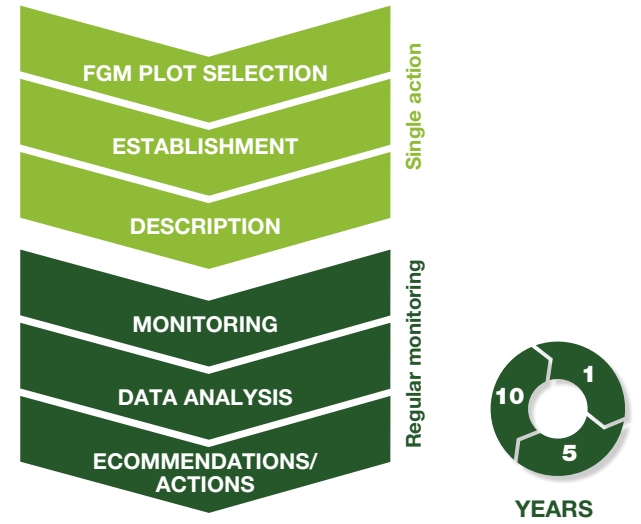 FGM PLOT SELECTION
ESTABLISHMENT
DESCRIPTION
Single action
MONITORING
DATA ANALYSIS
ECOMMENDATIONS/
ACTIONS
Regular monitoring
1
5
10
YEARS